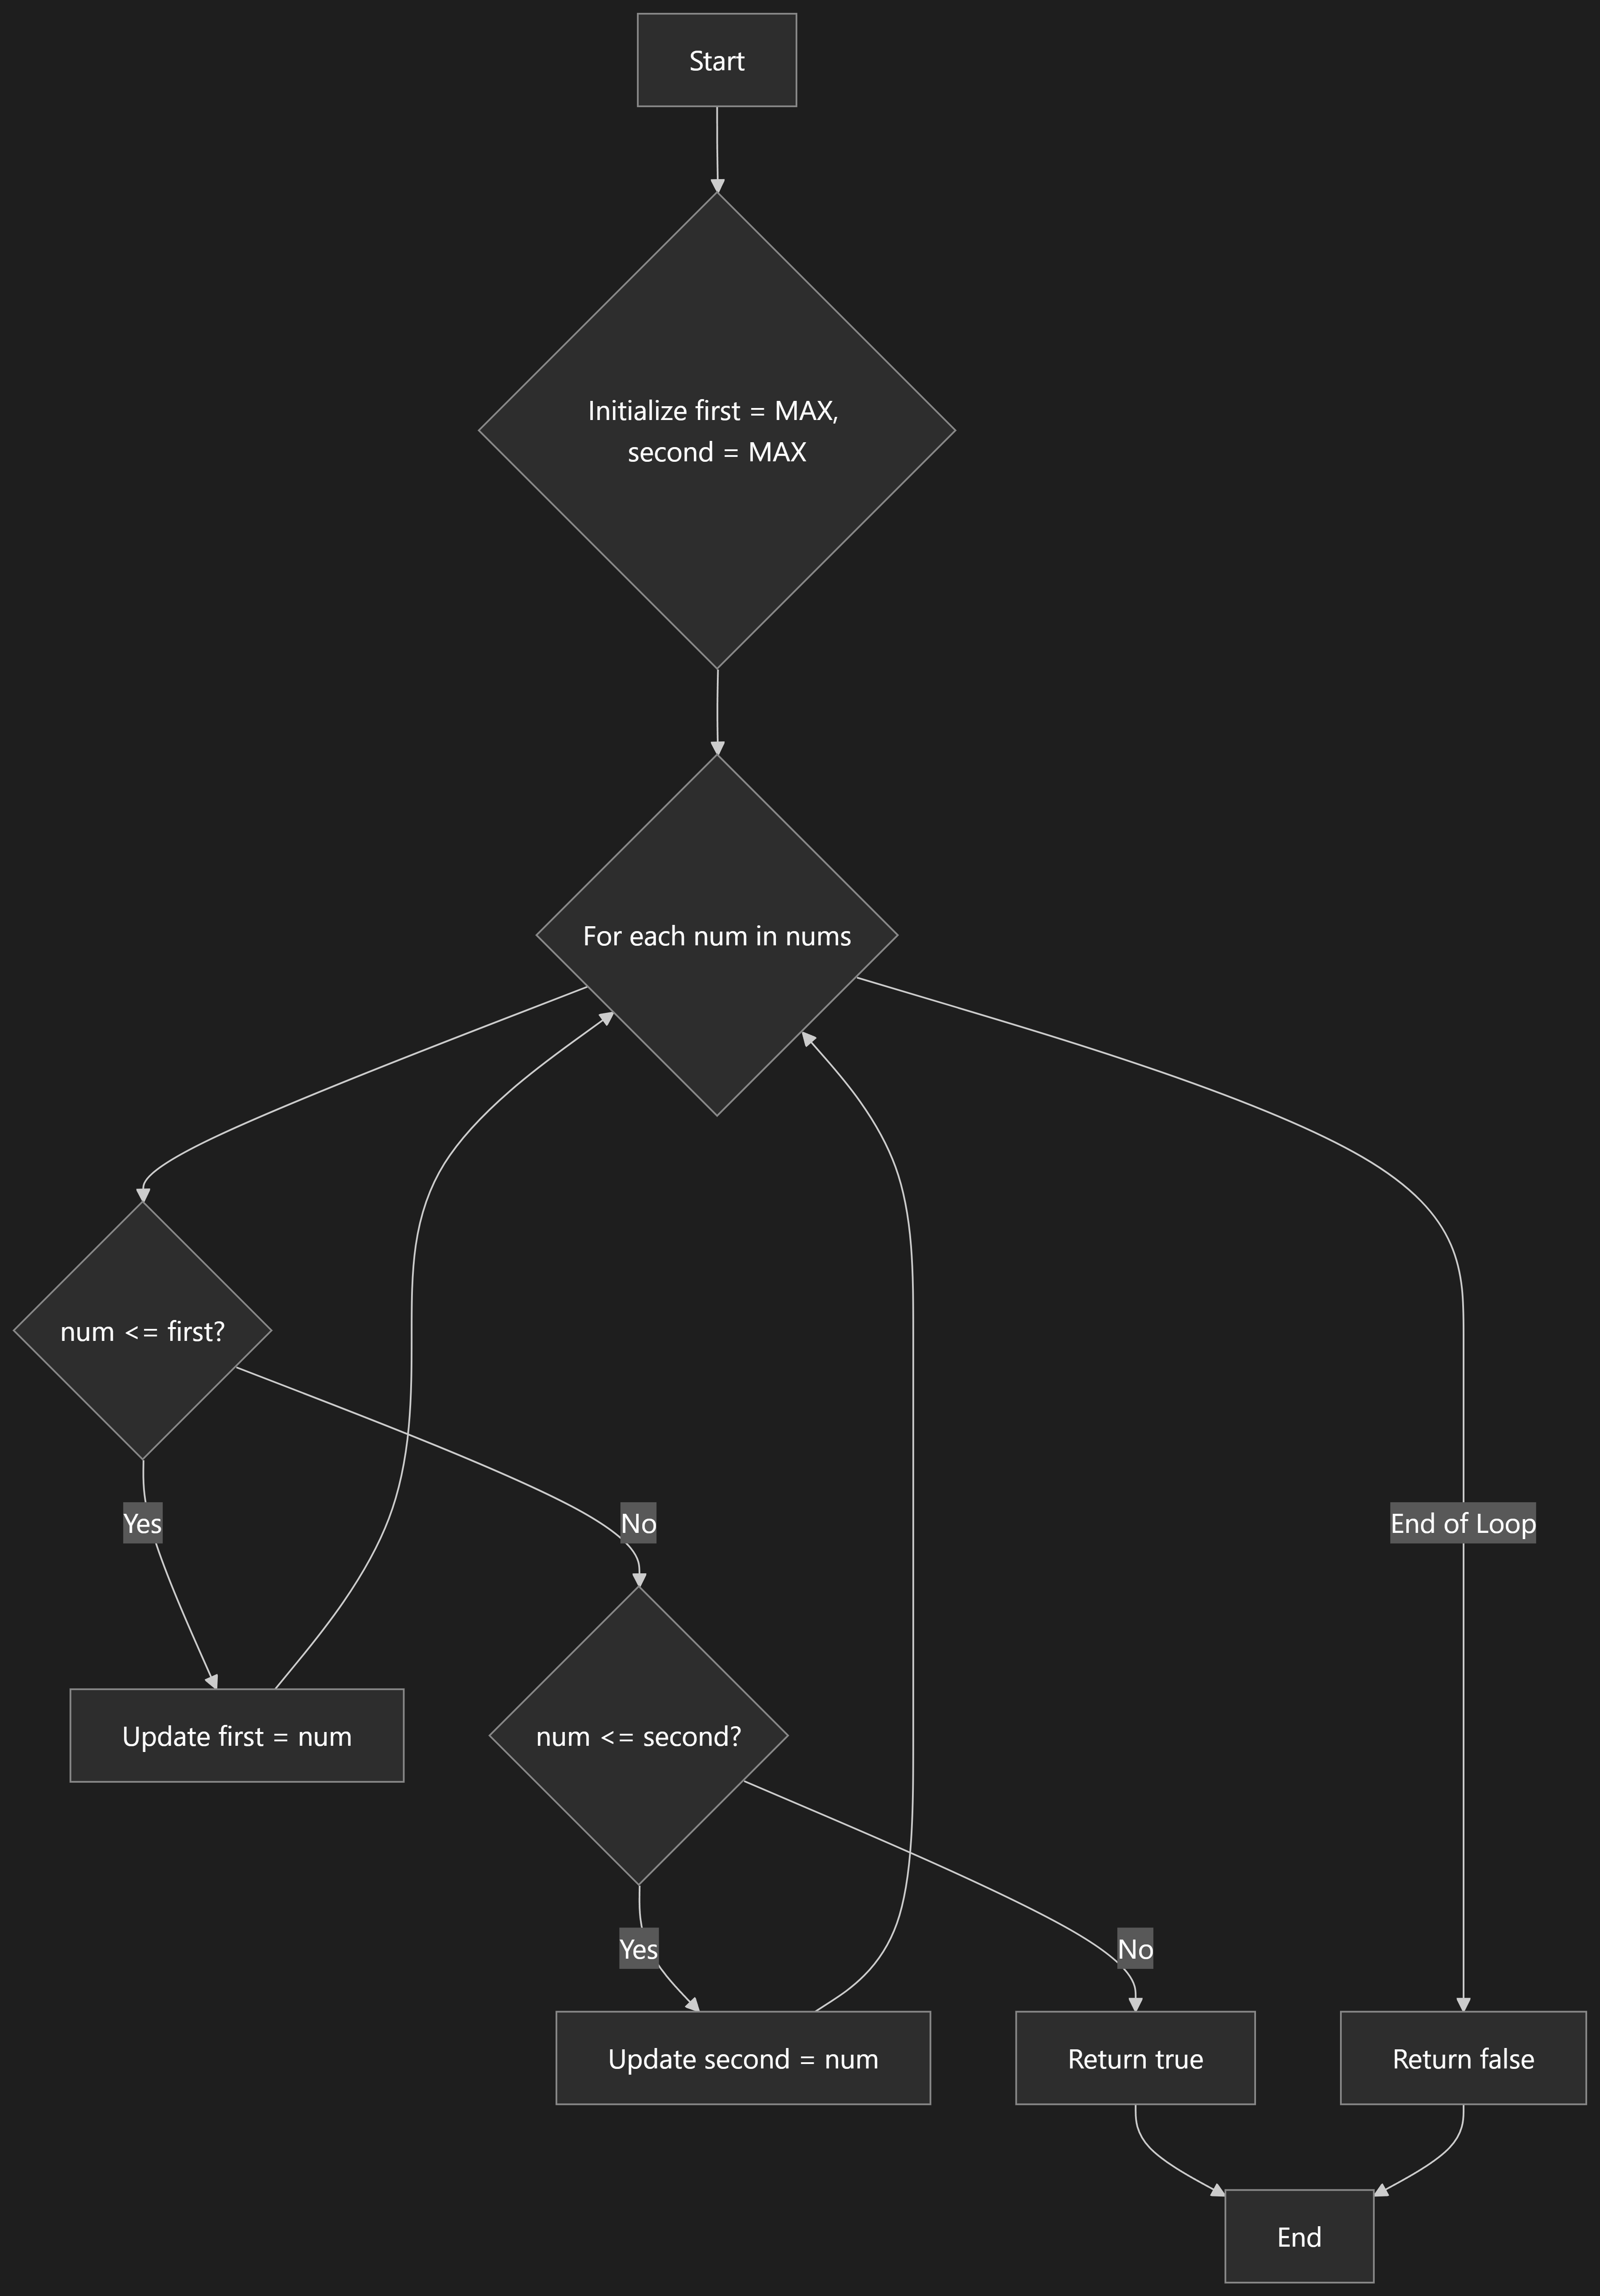 Start
Initialize first = MAX,
second = MAX
For each num in nums
num <= first?
Yes
No
End of Loop
Update first = num
num <= second?
Yes
No
Update second = num
Return true
Return false
End